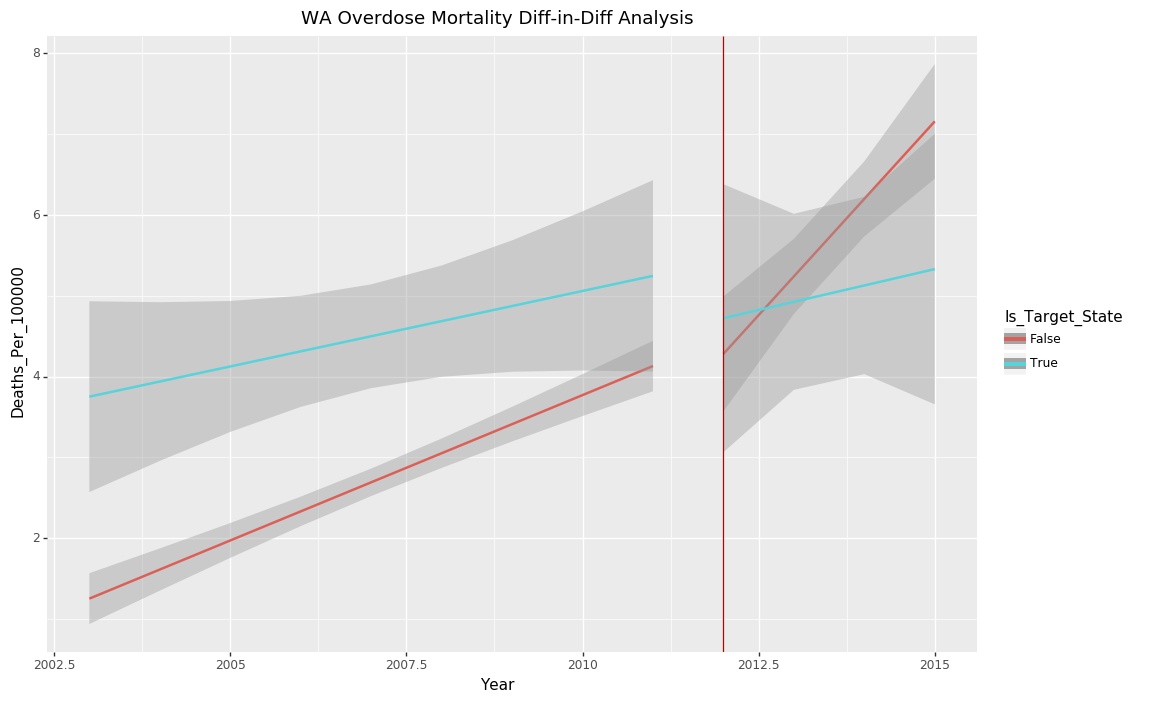 WA Overdose Mortality Diff-in-Diff Analysis
8
6
4
2
Deaths_Per_100000
2002.5
2005
2007.5
2010
2012.5
2015
Year
Is_Target_State
False
True